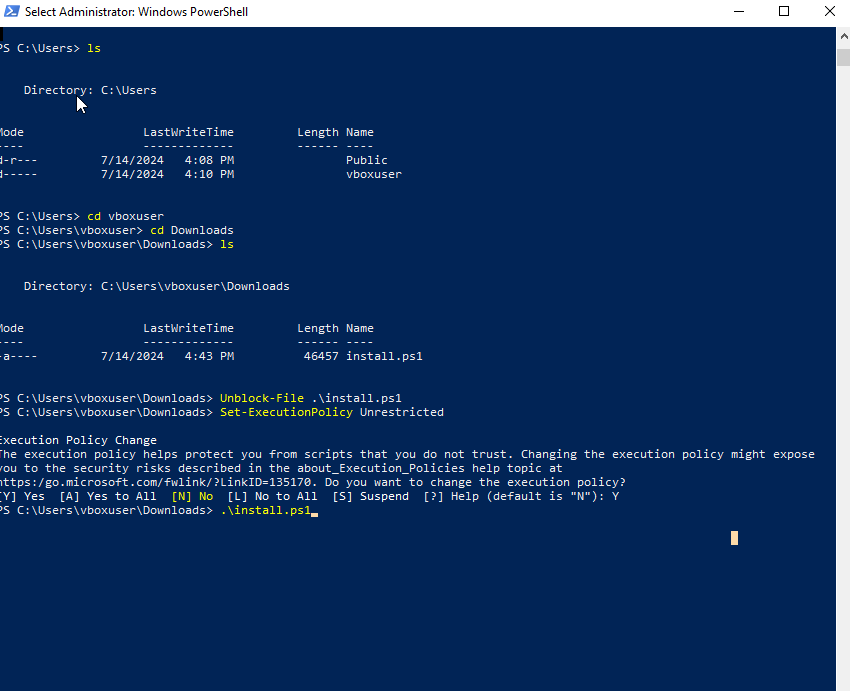 Select Administrator: Windows PowerShell
PS C:\Users> ls
Directory: C:\Users
Mode LastWriteTime Length Name
---- ------------- ------ ----
d-r--- 7/14/2024 4:08 PM Public
d----- 7/14/2024 4:10 PM vboxuser
PS C:\Users> cd vboxuser
PS C:\Users\vboxuser> cd Downloads
PS C:\Users\vboxuser\Downloads> ls
Directory: C:\Users\vboxuser\Downloads
Mode LastWriteTime Length Name
---- ------------- ------ ----
-a---- 7/14/2024 4:43 PM 46457 install.ps1
PS C:\Users\vboxuser\Downloads> Unblock-File .\install.ps1
PS C:\Users\vboxuser\Downloads> Set-ExecutionPolicy Unrestricted
Execution Policy Change
The execution policy helps protect you from scripts that you do not trust. Changing the execution policy might expose
you to the security risks described in the about_Execution_Policies help topic at
https:/go.microsoft.com/fwlink/?LinkID=135170. Do you want to change the execution policy?
[Y] Yes [A] Yes to All [N] No [L] No to All [S] Suspend [?] Help (default is "N"): Y
PS C:\Users\vboxuser\Downloads> .\install.ps1